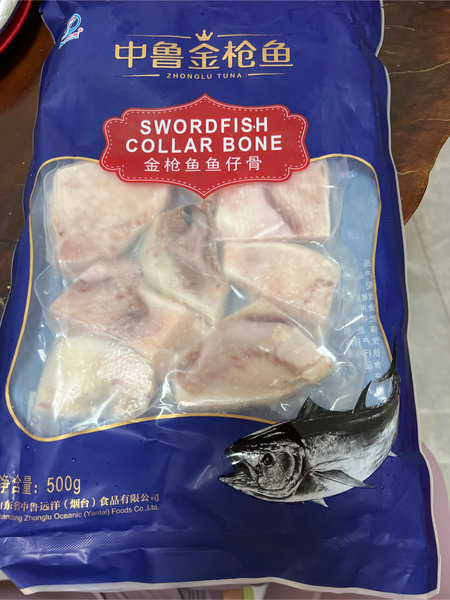 中鲁金枪鱼
ZHONGLU TUNA
SWORDFISH
COLLAR BONE
金枪鱼鱼仔骨
净含量：500g
山东省中鲁远洋（烟台）食品有限公司
Shandong Zhonglu Oceanic (Yantai) Foods Co.,Ltd.